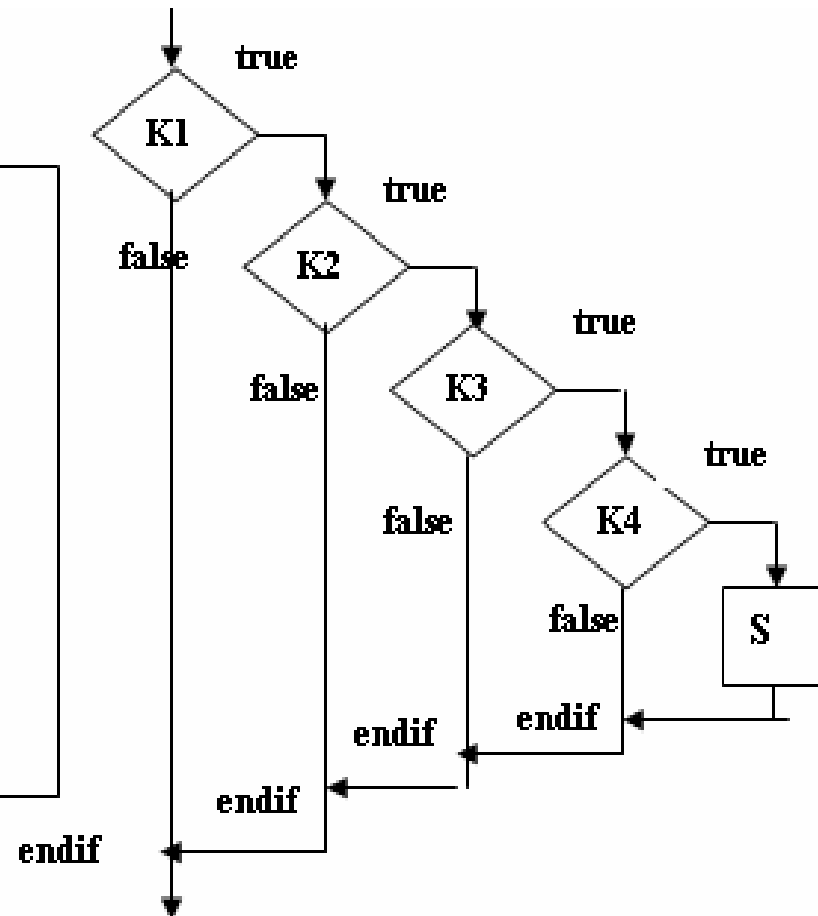 true
K1
true
false
K2
true
false
K3
true
false
K4
false
S
endif
endif
endif
endif